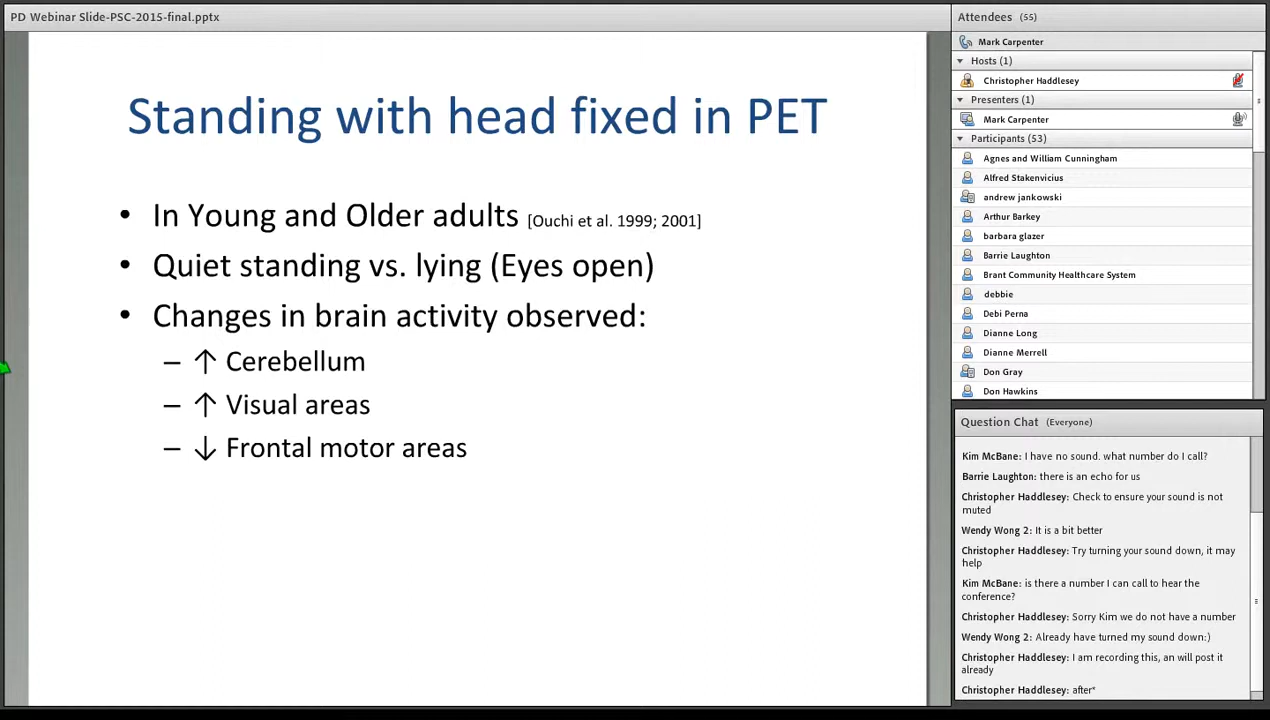 PD Webinar Slide-PSC-2015-final.pptx
Standing with head fixed in PET
• In Young and Older adults [Ouchi et al. 1999; 2001]
• Quiet standing vs. lying (Eyes open)
• Changes in brain activity observed:
– ↑ Cerebellum
– ↑ Visual areas
– ↓ Frontal motor areas
Attendees (55)
Mark Carpenter
Hosts (1)
Christopher Haddlesey
Presenters (1)
Mark Carpenter
Participants (53)
Agnes and William Cunningham
Alfred Stakenvicius
andrew jankowski
Arthur Barkey
barbara glazer
Barrie Laughton
Brant Community Healthcare System
debbie
Debi Perna
Dianne Long
Dianne Merrell
Don Gray
Don Hawkins
Question Chat (Everyone)
Kim McBane: I have no sound. what number do I call?
Barrie Laughton: there is an echo for us
Christopher Haddlesey: Check to ensure your sound is not
muted
Wendy Wong 2: It is a bit better
Christopher Haddlesey: Try turning your sound down, it may
help
Kim McBane: is there a number I can call to hear the
conference?
Christopher Haddlesey: Sorry Kim we do not have a number
Wendy Wong 2: Already have turned my sound down:)
Christopher Haddlesey: I am recording this, an will post it
already
Christopher Haddlesey: after*